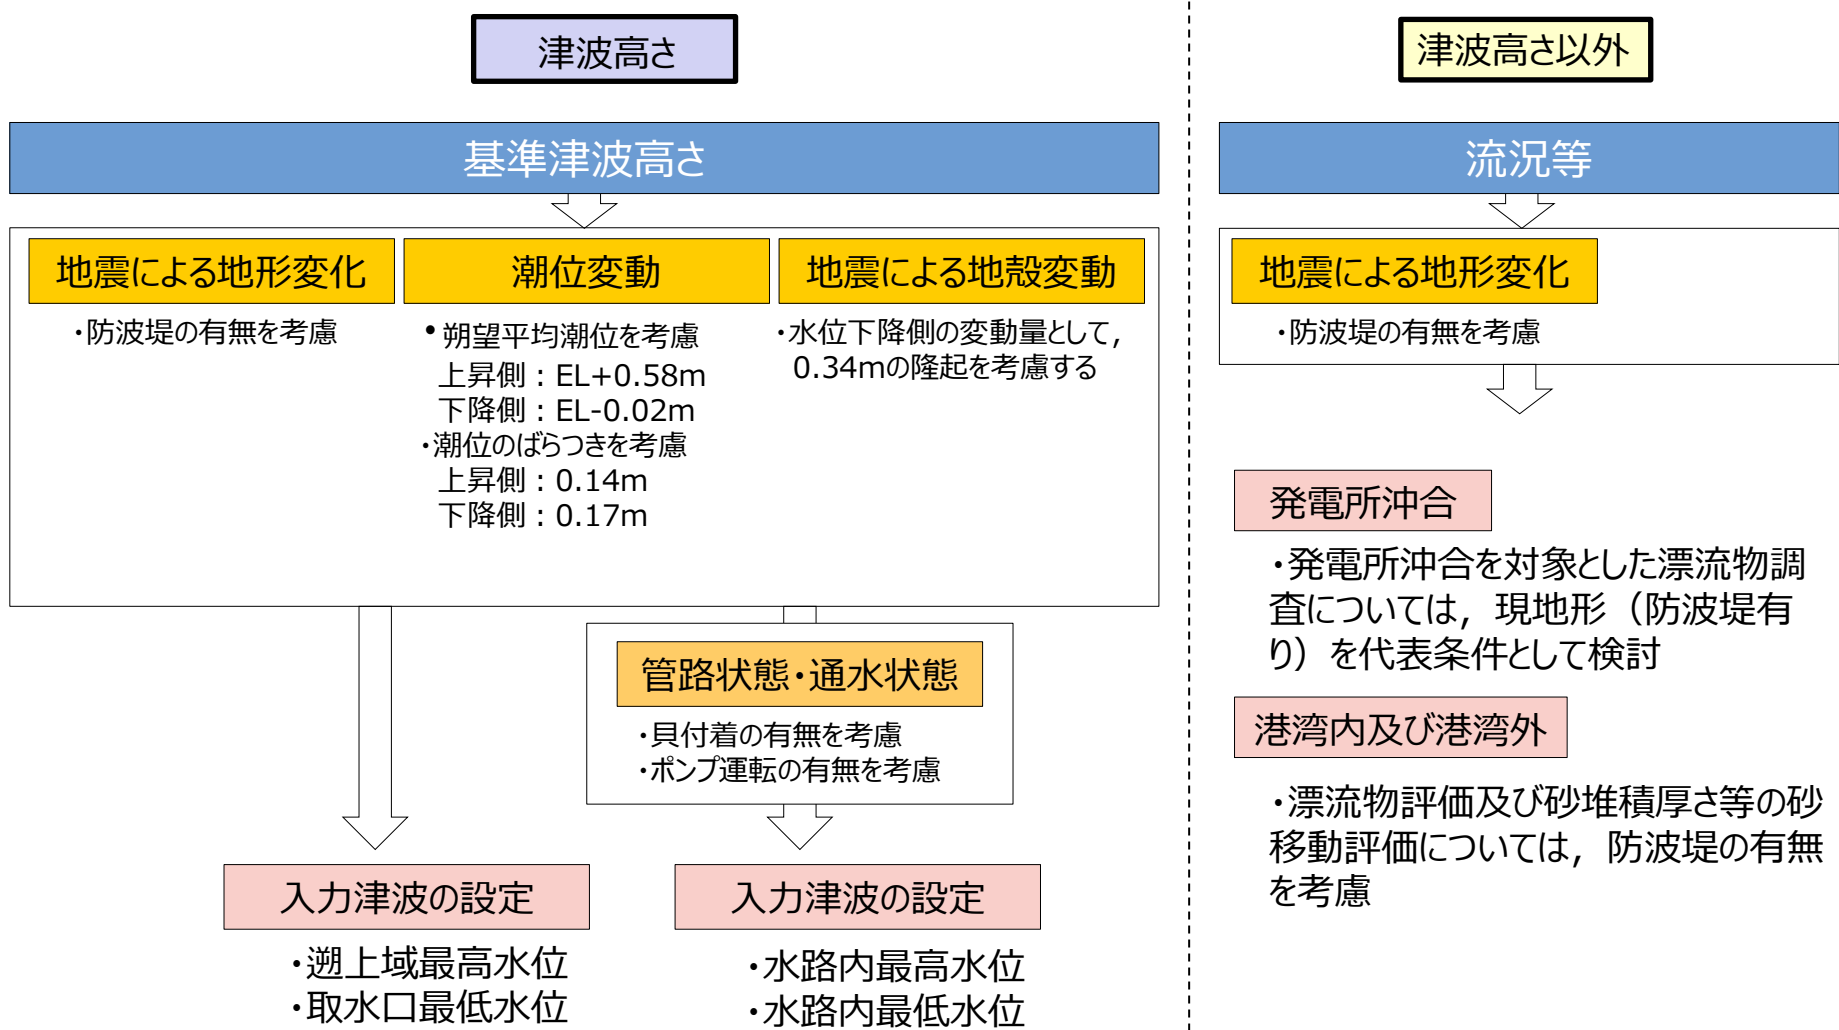 津波高さ
基準津波高さ
地震による地形変化
・防波堤の有無を考慮
潮位変動
・朔望平均潮位を考慮
上昇側：EL+0.58m
下降側：EL-0.02m
・潮位のばらつきを考慮
上昇側：0.14m
下降側：0.17m
地震による地殻変動
・水位下降側の変動量として，
0.34mの隆起を考慮する
管路状態・通水状態
・貝付着の有無を考慮
・ポンプ運転の有無を考慮
入力津波の設定
・遡上域最高水位
・取水口最低水位
入力津波の設定
・水路内最高水位
・水路内最低水位
津波高さ以外
流況等
地震による地形変化
・防波堤の有無を考慮
発電所沖合
・発電所沖合を対象とした漂流物調
査については，現地形（防波堤有
り）を代表条件として検討
港湾内及び港湾外
・漂流物評価及び砂堆積厚さ等の砂
移動評価については，防波堤の有無
を考慮